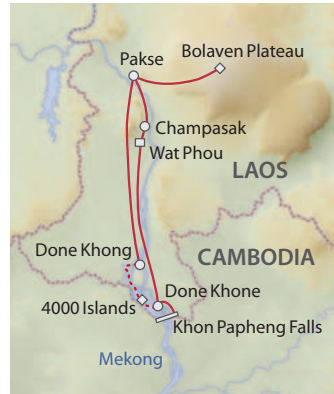 Bolaven Plateau
Pakse
Champasak
Wat Phou
LAOS
Done Khong
CAMBODIA
Done Khone
4000 Islands
Khon Papheng Falls
Mekong